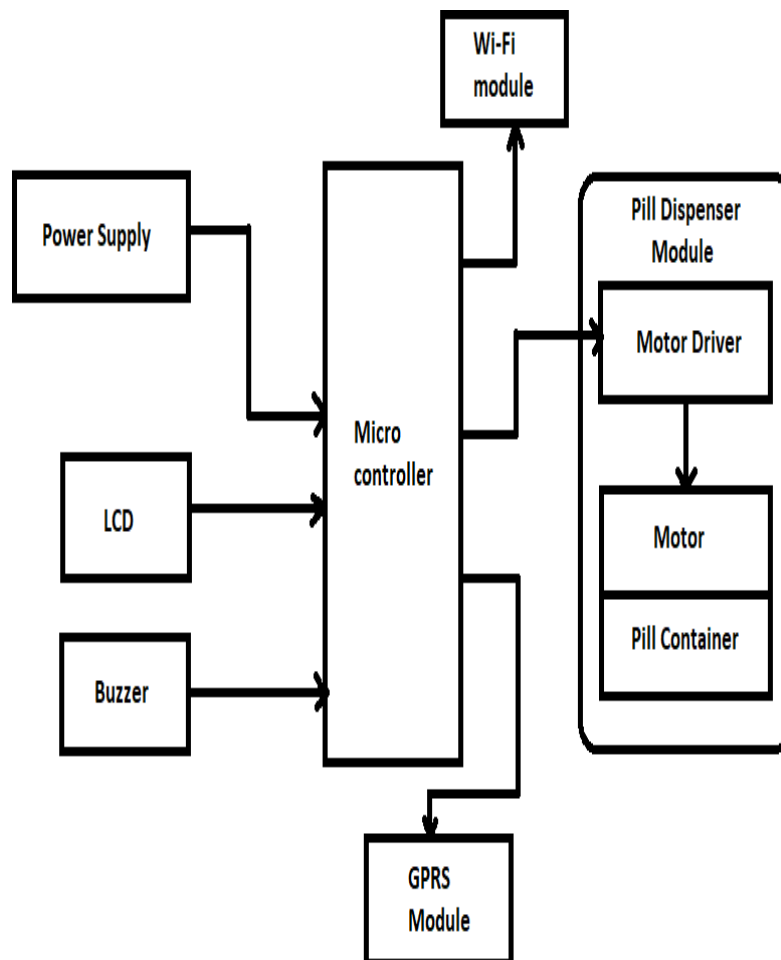 Wi-Fi
module
Power Supply
Pill Dispenser
Module
Motor Driver
Micro
controller
LCD
Motor
Pill Container
Buzzer
GPRS
Module